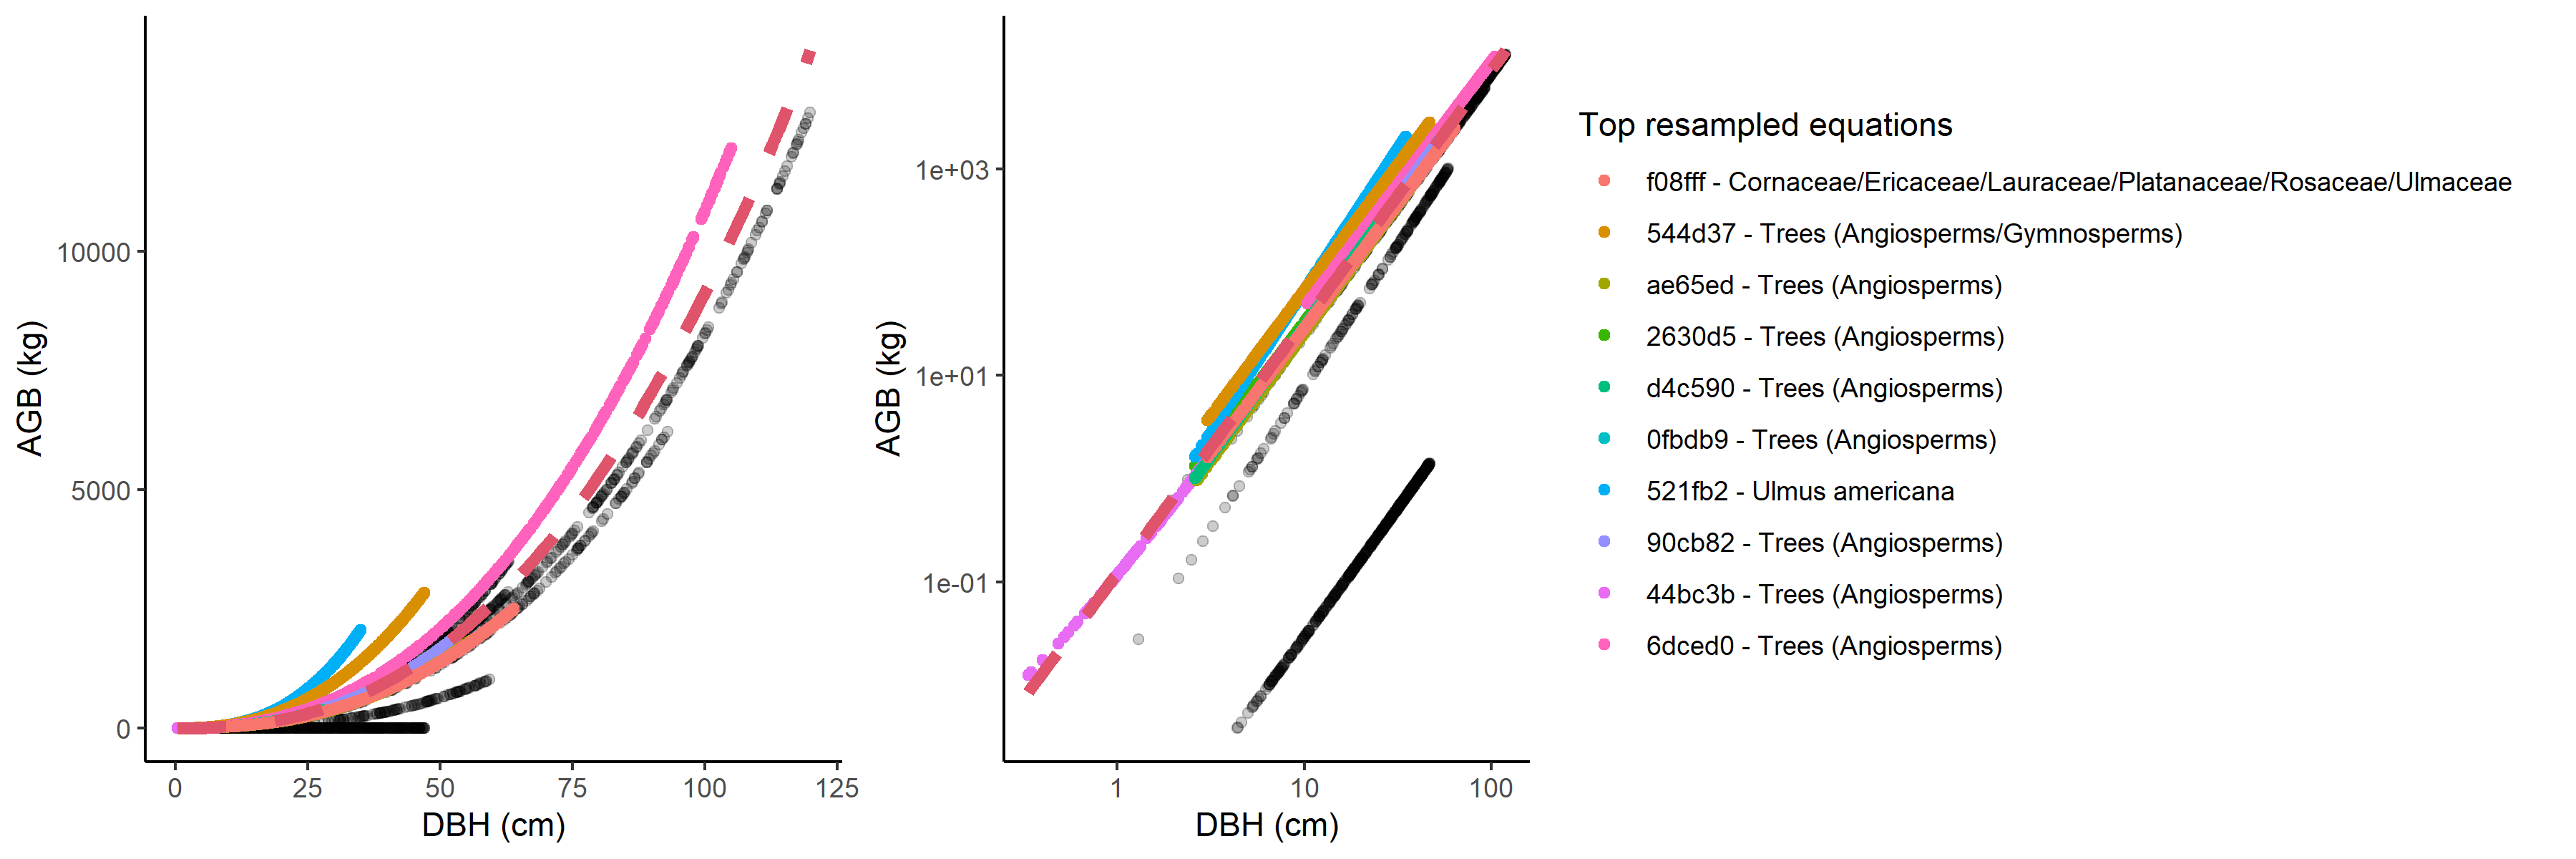 AGB (kg)
10000
5000
0
0 25 50 75 100 125
DBH (cm)
AGB (kg)
1e+03
1e+01
1e-01
1 10 100
DBH (cm)
Top resampled equations
f08fff - Cornaceae/Ericaceae/Lauraceae/Platanaceae/Rosaceae/Ulmaceae
544d37 - Trees (Angiosperms/Gymnosperms)
ae65ed - Trees (Angiosperms)
2630d5 - Trees (Angiosperms)
d4c590 - Trees (Angiosperms)
0fbdb9 - Trees (Angiosperms)
521fb2 - Ulmus americana
90cb82 - Trees (Angiosperms)
44bc3b - Trees (Angiosperms)
6dced0 - Trees (Angiosperms)